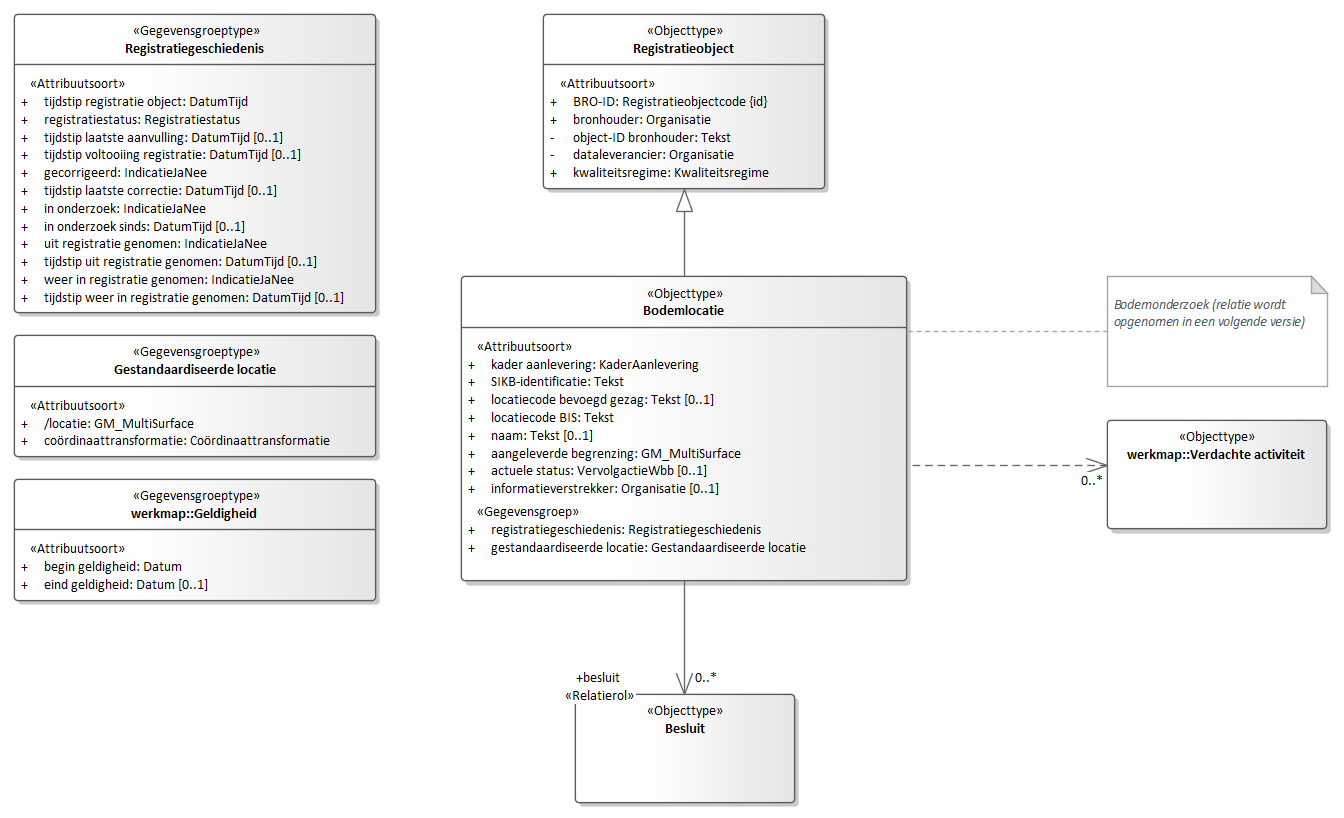 «Gegevensgroeptype»
Registratiegeschiedenis
«Attribuutsoort»
+ tijdstip registratie object: DatumTijd
+ registratiestatus: Registratiestatus
+ tijdstip laatste aanvulling: DatumTijd [0..1]
+ tijdstip voltooiing registratie: DatumTijd [0..1]
+ gecorrigeerd: IndicatieJaNee
+ tijdstip laatste correctie: DatumTijd [0..1]
+ in onderzoek: IndicatieJaNee
+ in onderzoek sinds: DatumTijd [0..1]
+ uit registratie genomen: IndicatieJaNee
+ tijdstip uit registratie genomen: DatumTijd [0..1]
+ weer in registratie genomen: IndicatieJaNee
+ tijdstip weer in registratie genomen: DatumTijd [0..1]
«Gegevensgroeptype»
Gestandaardiseerde locatie
«Attribuutsoort»
+ /locatie: GM_MultiSurface
+ coördinaattransformatie: Coördinaattransformatie
«Gegevensgroeptype»
werkmap::Geldigheid
«Attribuutsoort»
+ begin geldigheid: Datum
+ eind geldigheid: Datum [0..1]
«Objecttype»
Registratieobject
«Attribuutsoort»
+ BRO-ID: Registratieobjectcode {id}
+ bronhouder: Organisatie
- object-ID bronhouder: Tekst
- dataleverancier: Organisatie
+ kwaliteitsregime: Kwaliteitsregime
«Objecttype»
Bodemlocatie
«Attribuutsoort»
+ kader aanlevering: KaderAanlevering
+ SIKB-identificatie: Tekst
+ locatiecode bevoegd gezag: Tekst [0..1]
+ locatiecode BIS: Tekst
+ naam: Tekst [0..1]
+ aangeleverde begrenzing: GM_MultiSurface
+ actuele status: VervolgactieWbb [0..1]
+ informatieverstrekker: Organisatie [0..1]
«Gegevensgroep»
+ registratiegeschiedenis: Registratiegeschiedenis
+ gestandaardiseerde locatie: Gestandaardiseerde locatie
Bodemonderzoek (relatie wordt
opgenomen in een volgende versie)
«Objecttype»
werkmap::Verdachte activiteit
0..*
+besluit
0..*
«Relatierol»
«Objecttype»
Besluit